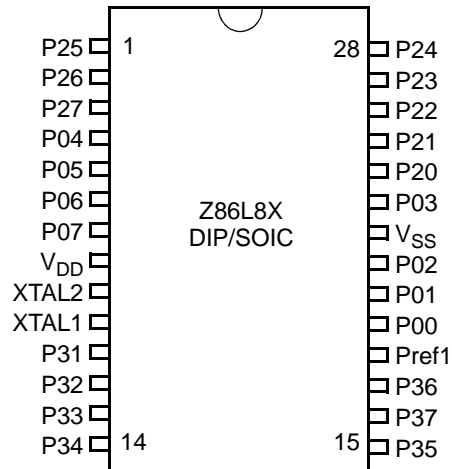 P25 1 28 P24
P26 P23
P27 P22
P04 P21
P05 P20
P06 P03
Z86L8X
P07 VSS
DIP/SOIC
VDD P02
XTAL2 P01
XTAL1 P00
P31 Pref1
P32 P36
P33 P37
P34 14 15 P35